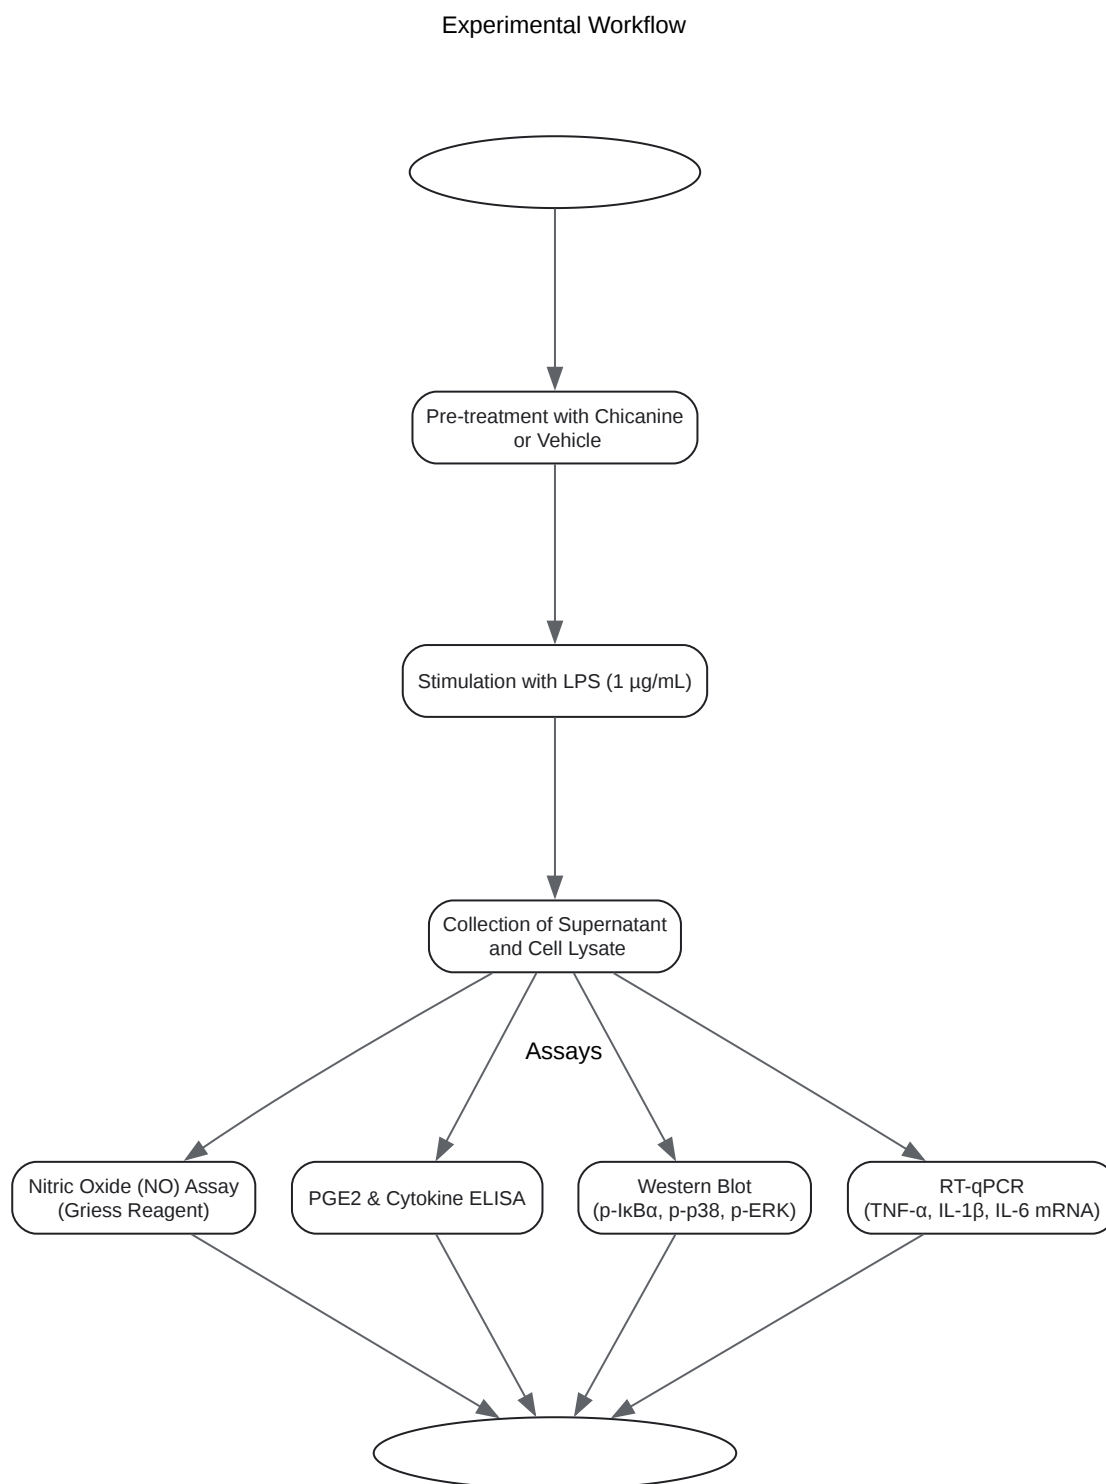 Experimental Workflow
Pre-treatment with Chicanine
or Vehicle
Stimulation with LPS (1 µg/mL)
Collection of Supernatant
and Cell Lysate
Assays
Nitric Oxide (NO) Assay
(Griess Reagent)
PGE2 & Cytokine ELISA
Western Blot
(p-IκBα, p-p38, p-ERK)
RT-qPCR
(TNF-α, IL-1β, IL-6 mRNA)